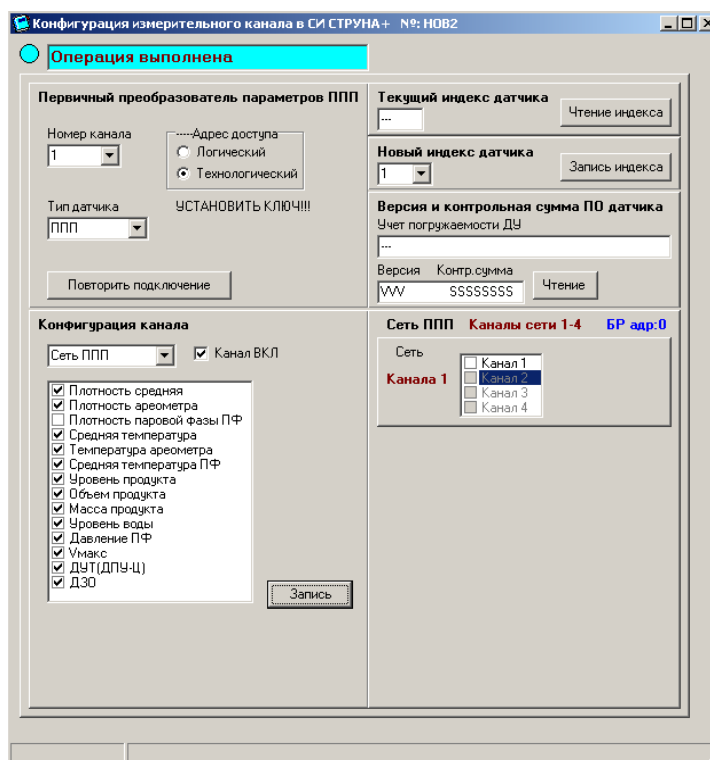 Конфигурация измерительного канала в СИ СТРУНА+ №: НОВ2
Операция выполнена
Первичный преобразователь параметров ППП
Номер канала
1
-----Адрес доступа
Логический
Технологический
Тип датчика
УСТАНОВИТЬ КЛЮЧ!!!
ППП
Повторить подключение
Текущий индекс датчика
---
Чтение индекса
Новый индекс датчика
1
Запись индекса
Версия и контрольная сумма ПО датчика
Учет погружаемости ДУ
---
Версия Контр.сумма
VVV SSSSSSSS
Чтение
Конфигурация канала
Сеть ППП
Канал ВКЛ
Плотность средняя
Плотность ареометра
Плотность паровой фазы ПФ
Средняя температура
Температура ареометра
Средняя температура ПФ
Уровень продукта
Объем продукта
Масса продукта
Уровень воды
Давление ПФ
Vмакс
ДУТ(ДПУ-Ц)
ДЗО
Запись
Сеть ППП Каналы сети 1-4 БР адр:0
Сеть
Канала 1
Канал 1
Канал 2
Канал 3
Канал 4